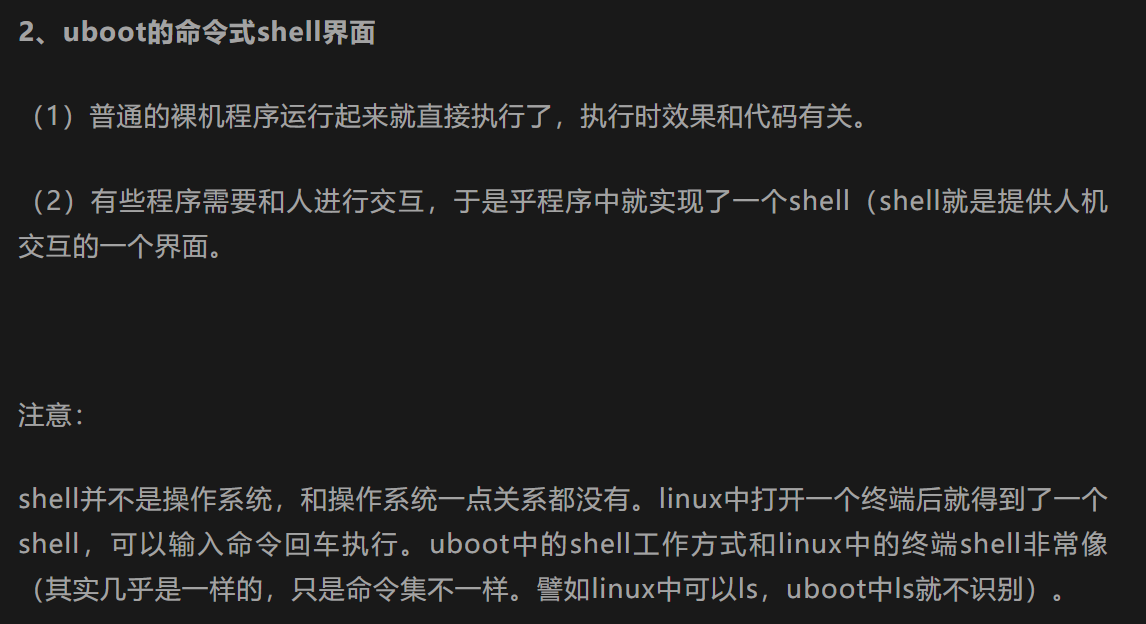 2、uboot的命令式shell界面
（1）普通的裸机程序运行起来就直接执行了，执行时效果和代码有关。
（2）有些程序需要和人进行交互，于是乎程序中就实现了一个shell（shell就是提供人机
交互的一个界面。
注意：
shell并不是操作系统，和操作系统一点关系都没有。linux中打开一个终端后就得到了一个
shell，可以输入命令回车执行。uboot中的shell工作方式和linux中的终端shell非常像
（其实几乎是一样的，只是命令集不一样。譬如linux中可以ls，uboot中ls就不识别）。